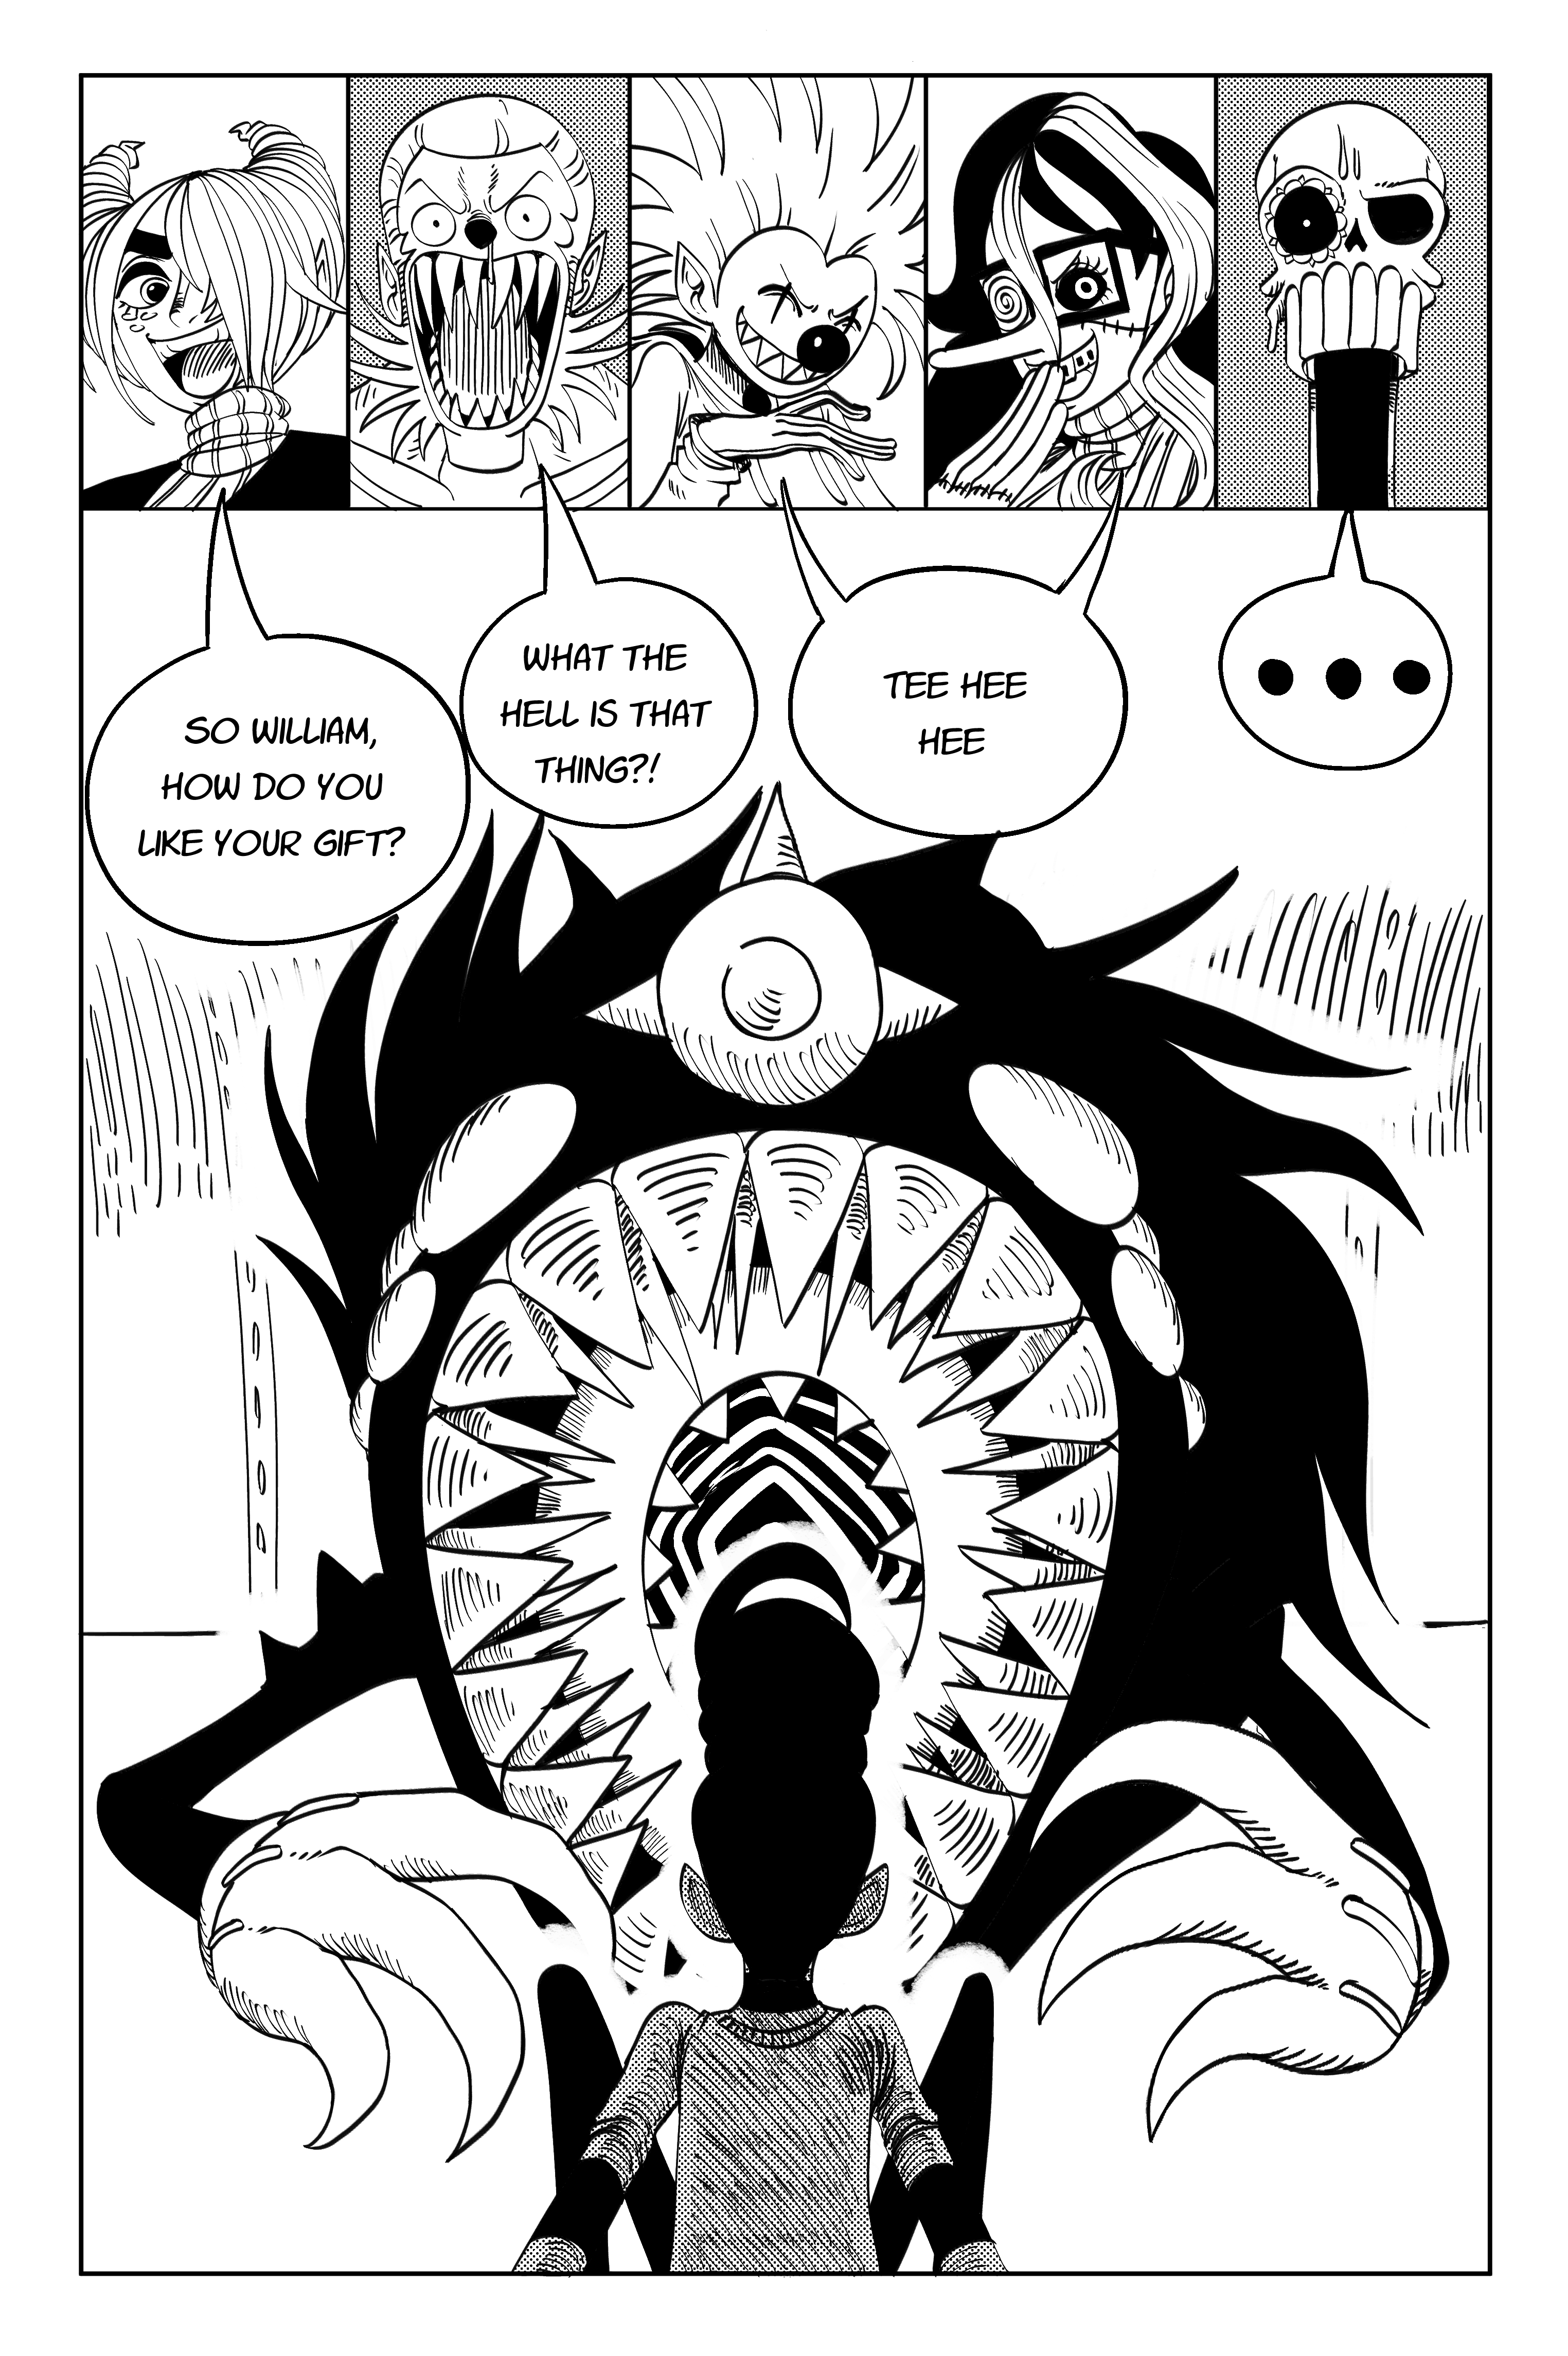 SO WILLIAM,
HOW DO YOU
LIKE YOUR GIFT?
WHAT THE
HELL IS THAT
THING?!
TEE HEE
HEE
...